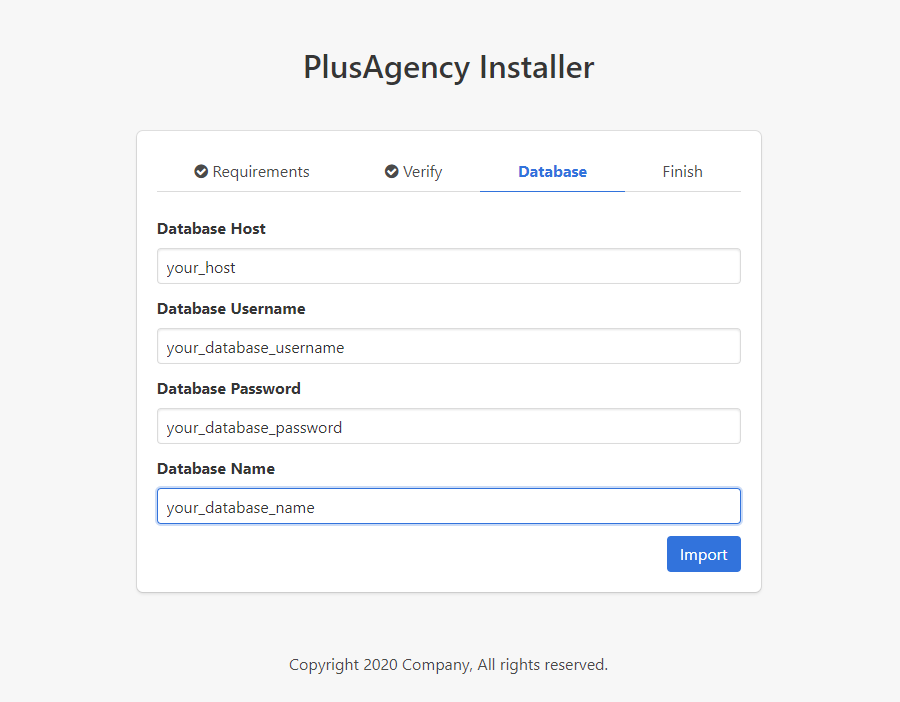 PlusAgency Installer
Requirements Verify Database Finish
Database Host
your_host
Database Username
your_database_username
Database Password
your_database_password
Database Name
your_database_name
Import
Copyright 2020 Company, All rights reserved.